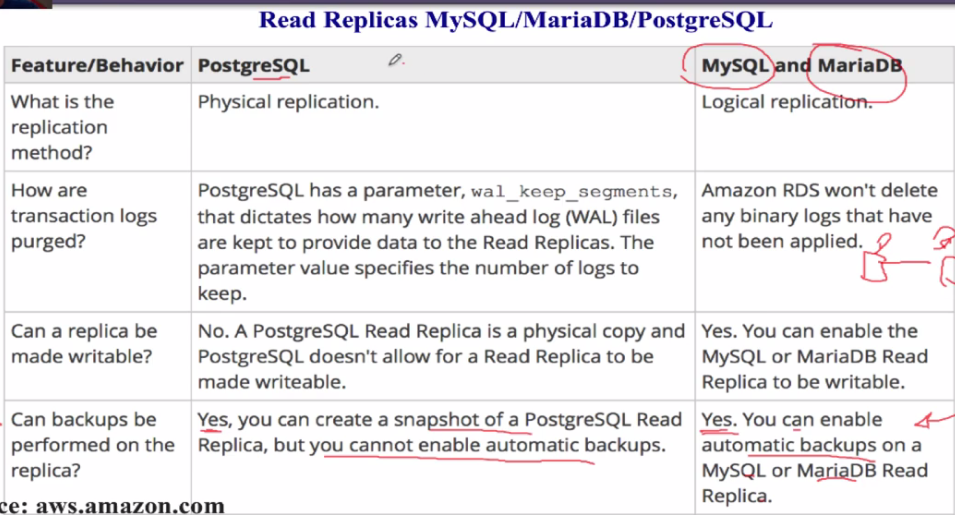 Read Replicas MySQL/MariaDB/PostgreSQL
Feature/Behavior PostgreSQL MySQL and MariaDB
What is the
replication
method?
Physical replication.
Logical replication.
How are
transaction logs
purged?
PostgreSQL has a parameter, wal_keep_segments,
that dictates how many write ahead log (WAL) files
are kept to provide data to the Read Replicas. The
parameter value specifies the number of logs to
keep.
Amazon RDS won't delete
any binary logs that have
not been applied.
Can a replica be
made writable?
No. A PostgreSQL Read Replica is a physical copy and
PostgreSQL doesn't allow for a Read Replica to be
made writeable.
Yes. You can enable the
MySQL or MariaDB Read
Replica to be writable.
Can backups be
performed on the
replica?
Yes, you can create a snapshot of a PostgreSQL Read
Replica, but you cannot enable automatic backups.
Yes. You can enable
automatic backups on a
MySQL or MariaDB Read
Replica.
ce: aws.amazon.com